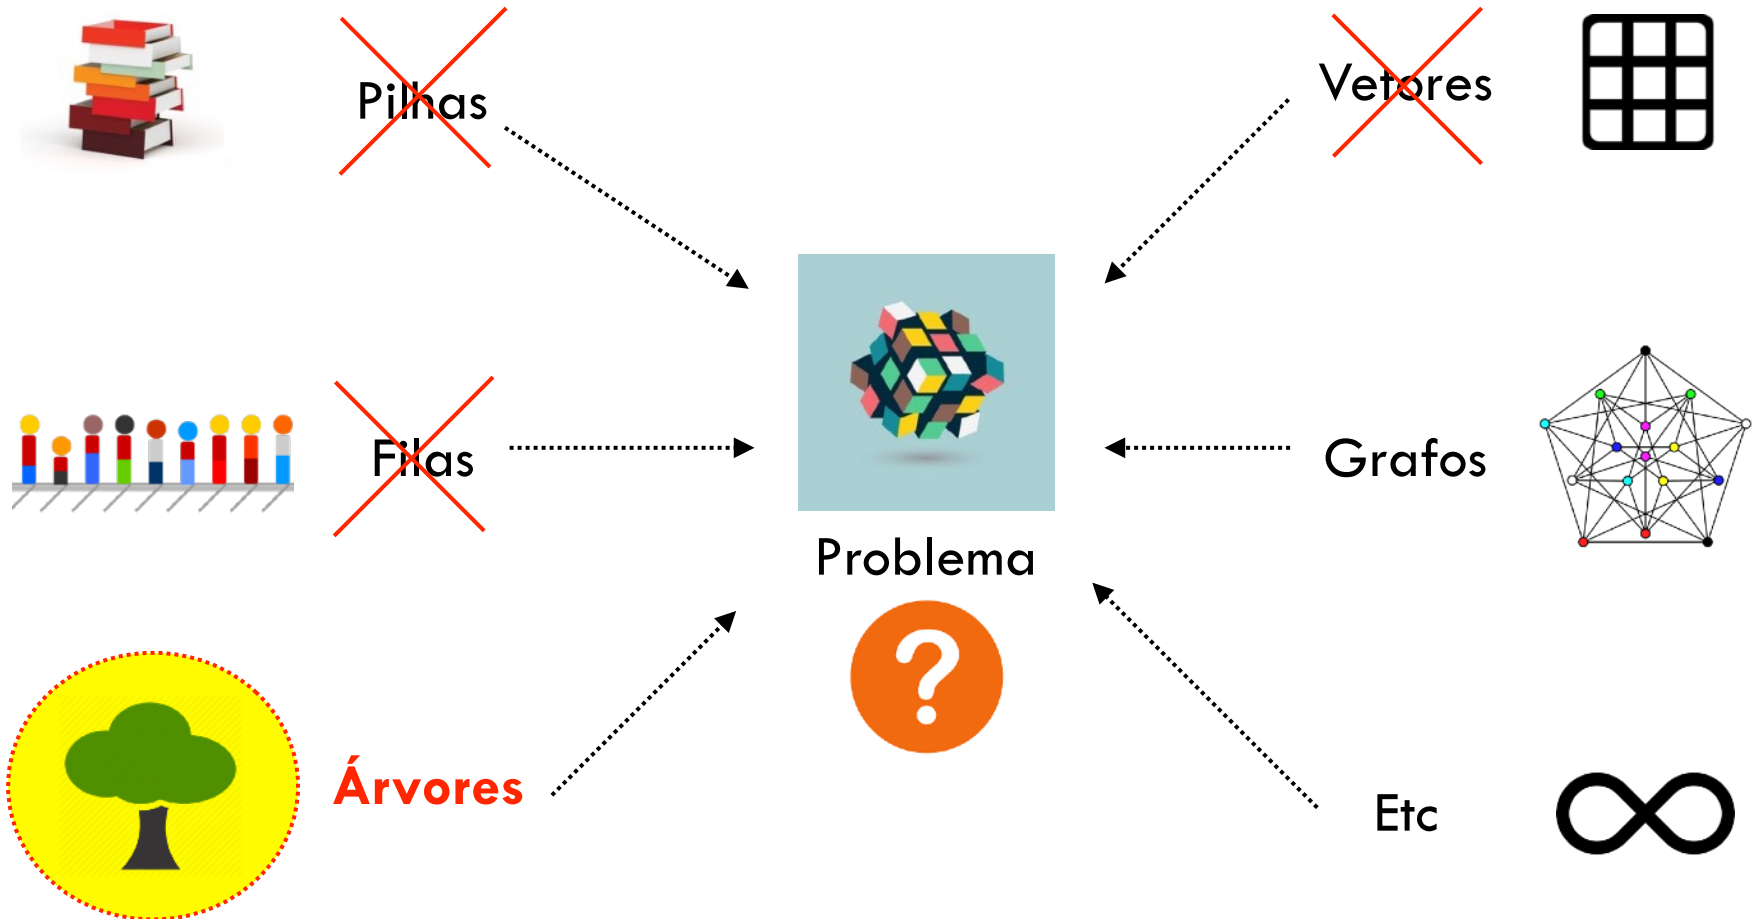 Pilhas
Vetores
Filas
Grafos
Problema
?
Árvores
Etc